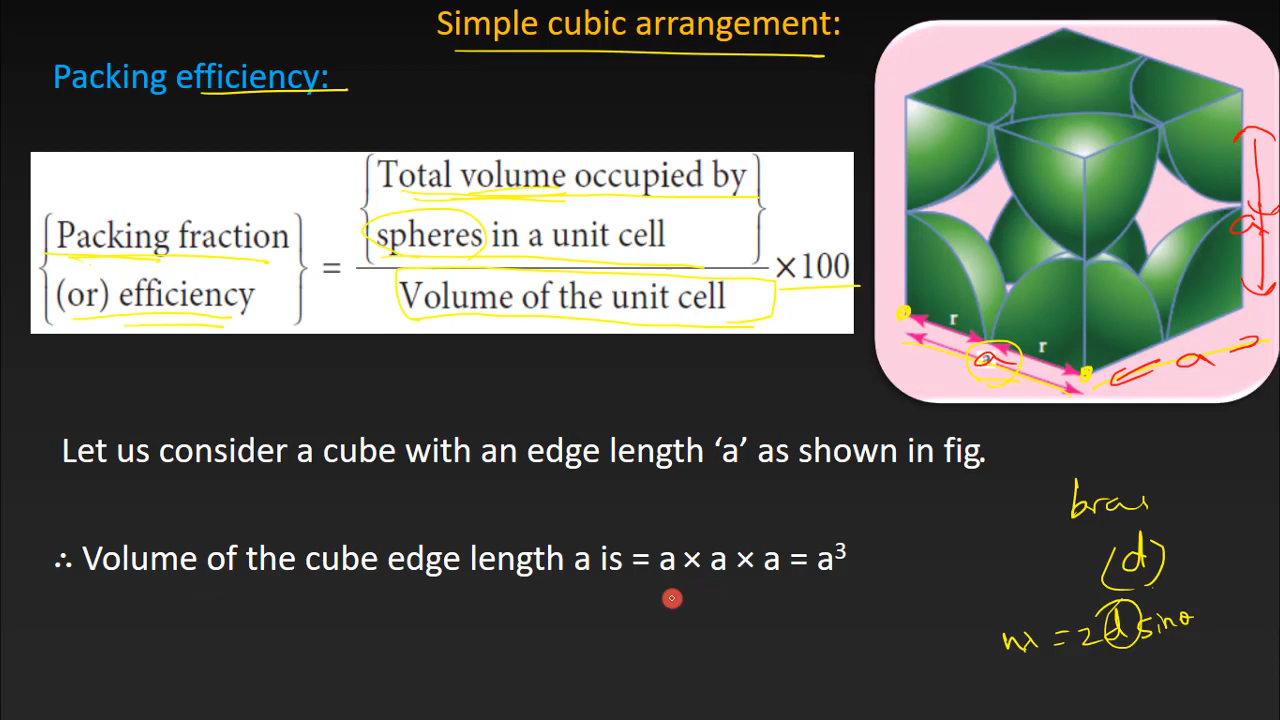 Simple cubic arrangement:
Packing efficiency:
Packing fraction
(or) efficiency
=
Total volume occupied by
spheres in a unit cell
Volume of the unit cell
×100
r
r
a
a
a
Let us consider a cube with an edge length ‘a’ as shown in fig.
∴ Volume of the cube edge length a is = a × a × a = a³
(d)
nλ = 2d sinθ